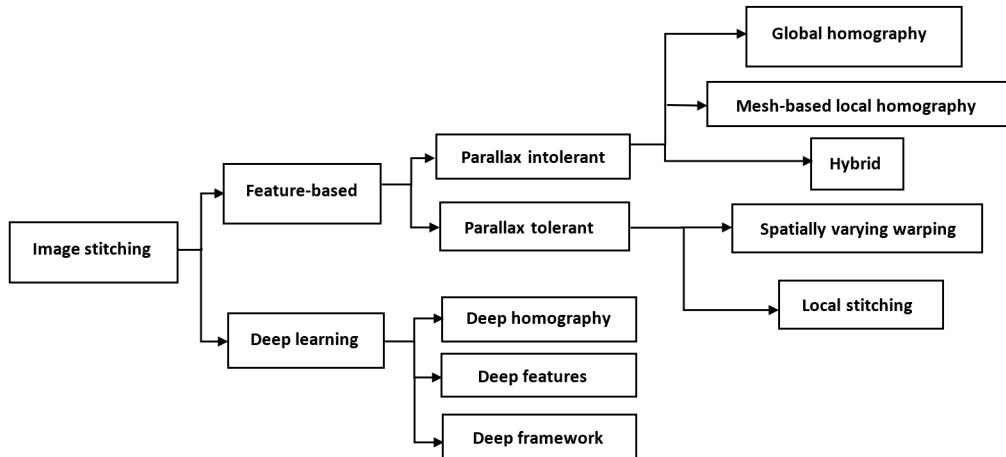 Global homography
Mesh-based local homography
Parallax intolerant
Hybrid
Feature-based
Parallax tolerant
Spatially varying warping
Image stitching
Local stitching
Deep homography
Deep learning
Deep features
Deep framework